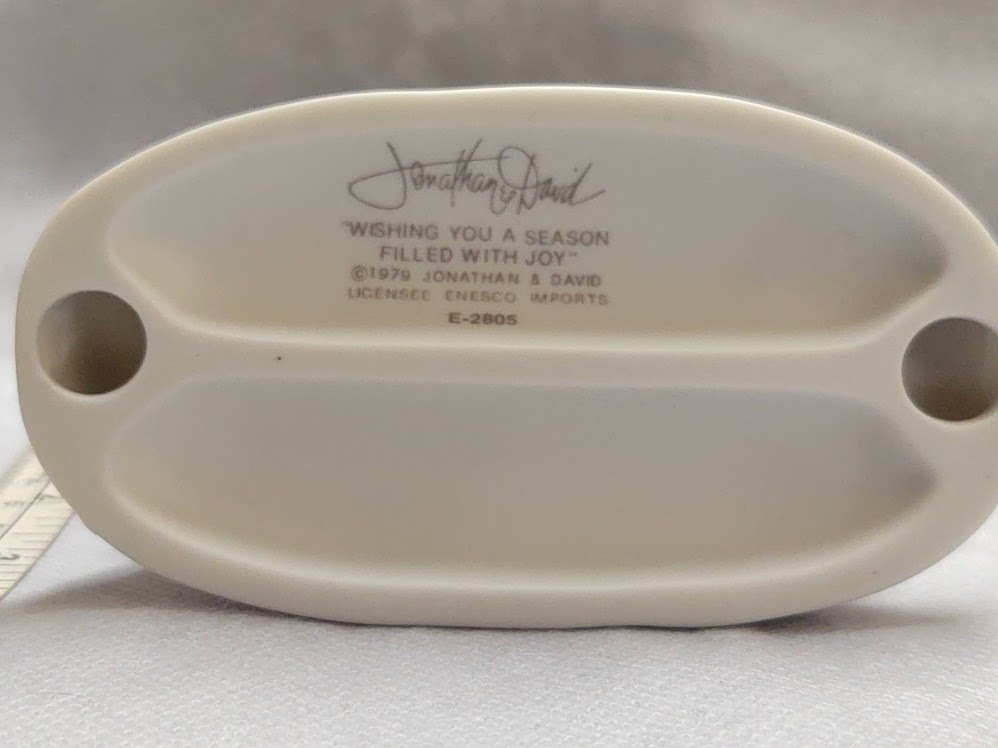 Jonathan & David
"WISHING YOU A SEASON
FILLED WITH JOY"
©1979 JONATHAN & DAVID
LICENSEE ENESCO IMPORTS
E-2805